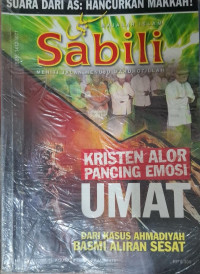 SUARA DARI AS: HANCURKAN MAKKAH!
Sabili
KRISTEN ALOR
PANCING EMOSI
UMAT
DARI KASUS AHMADIYAH
BASMI ALIRAN SESAT